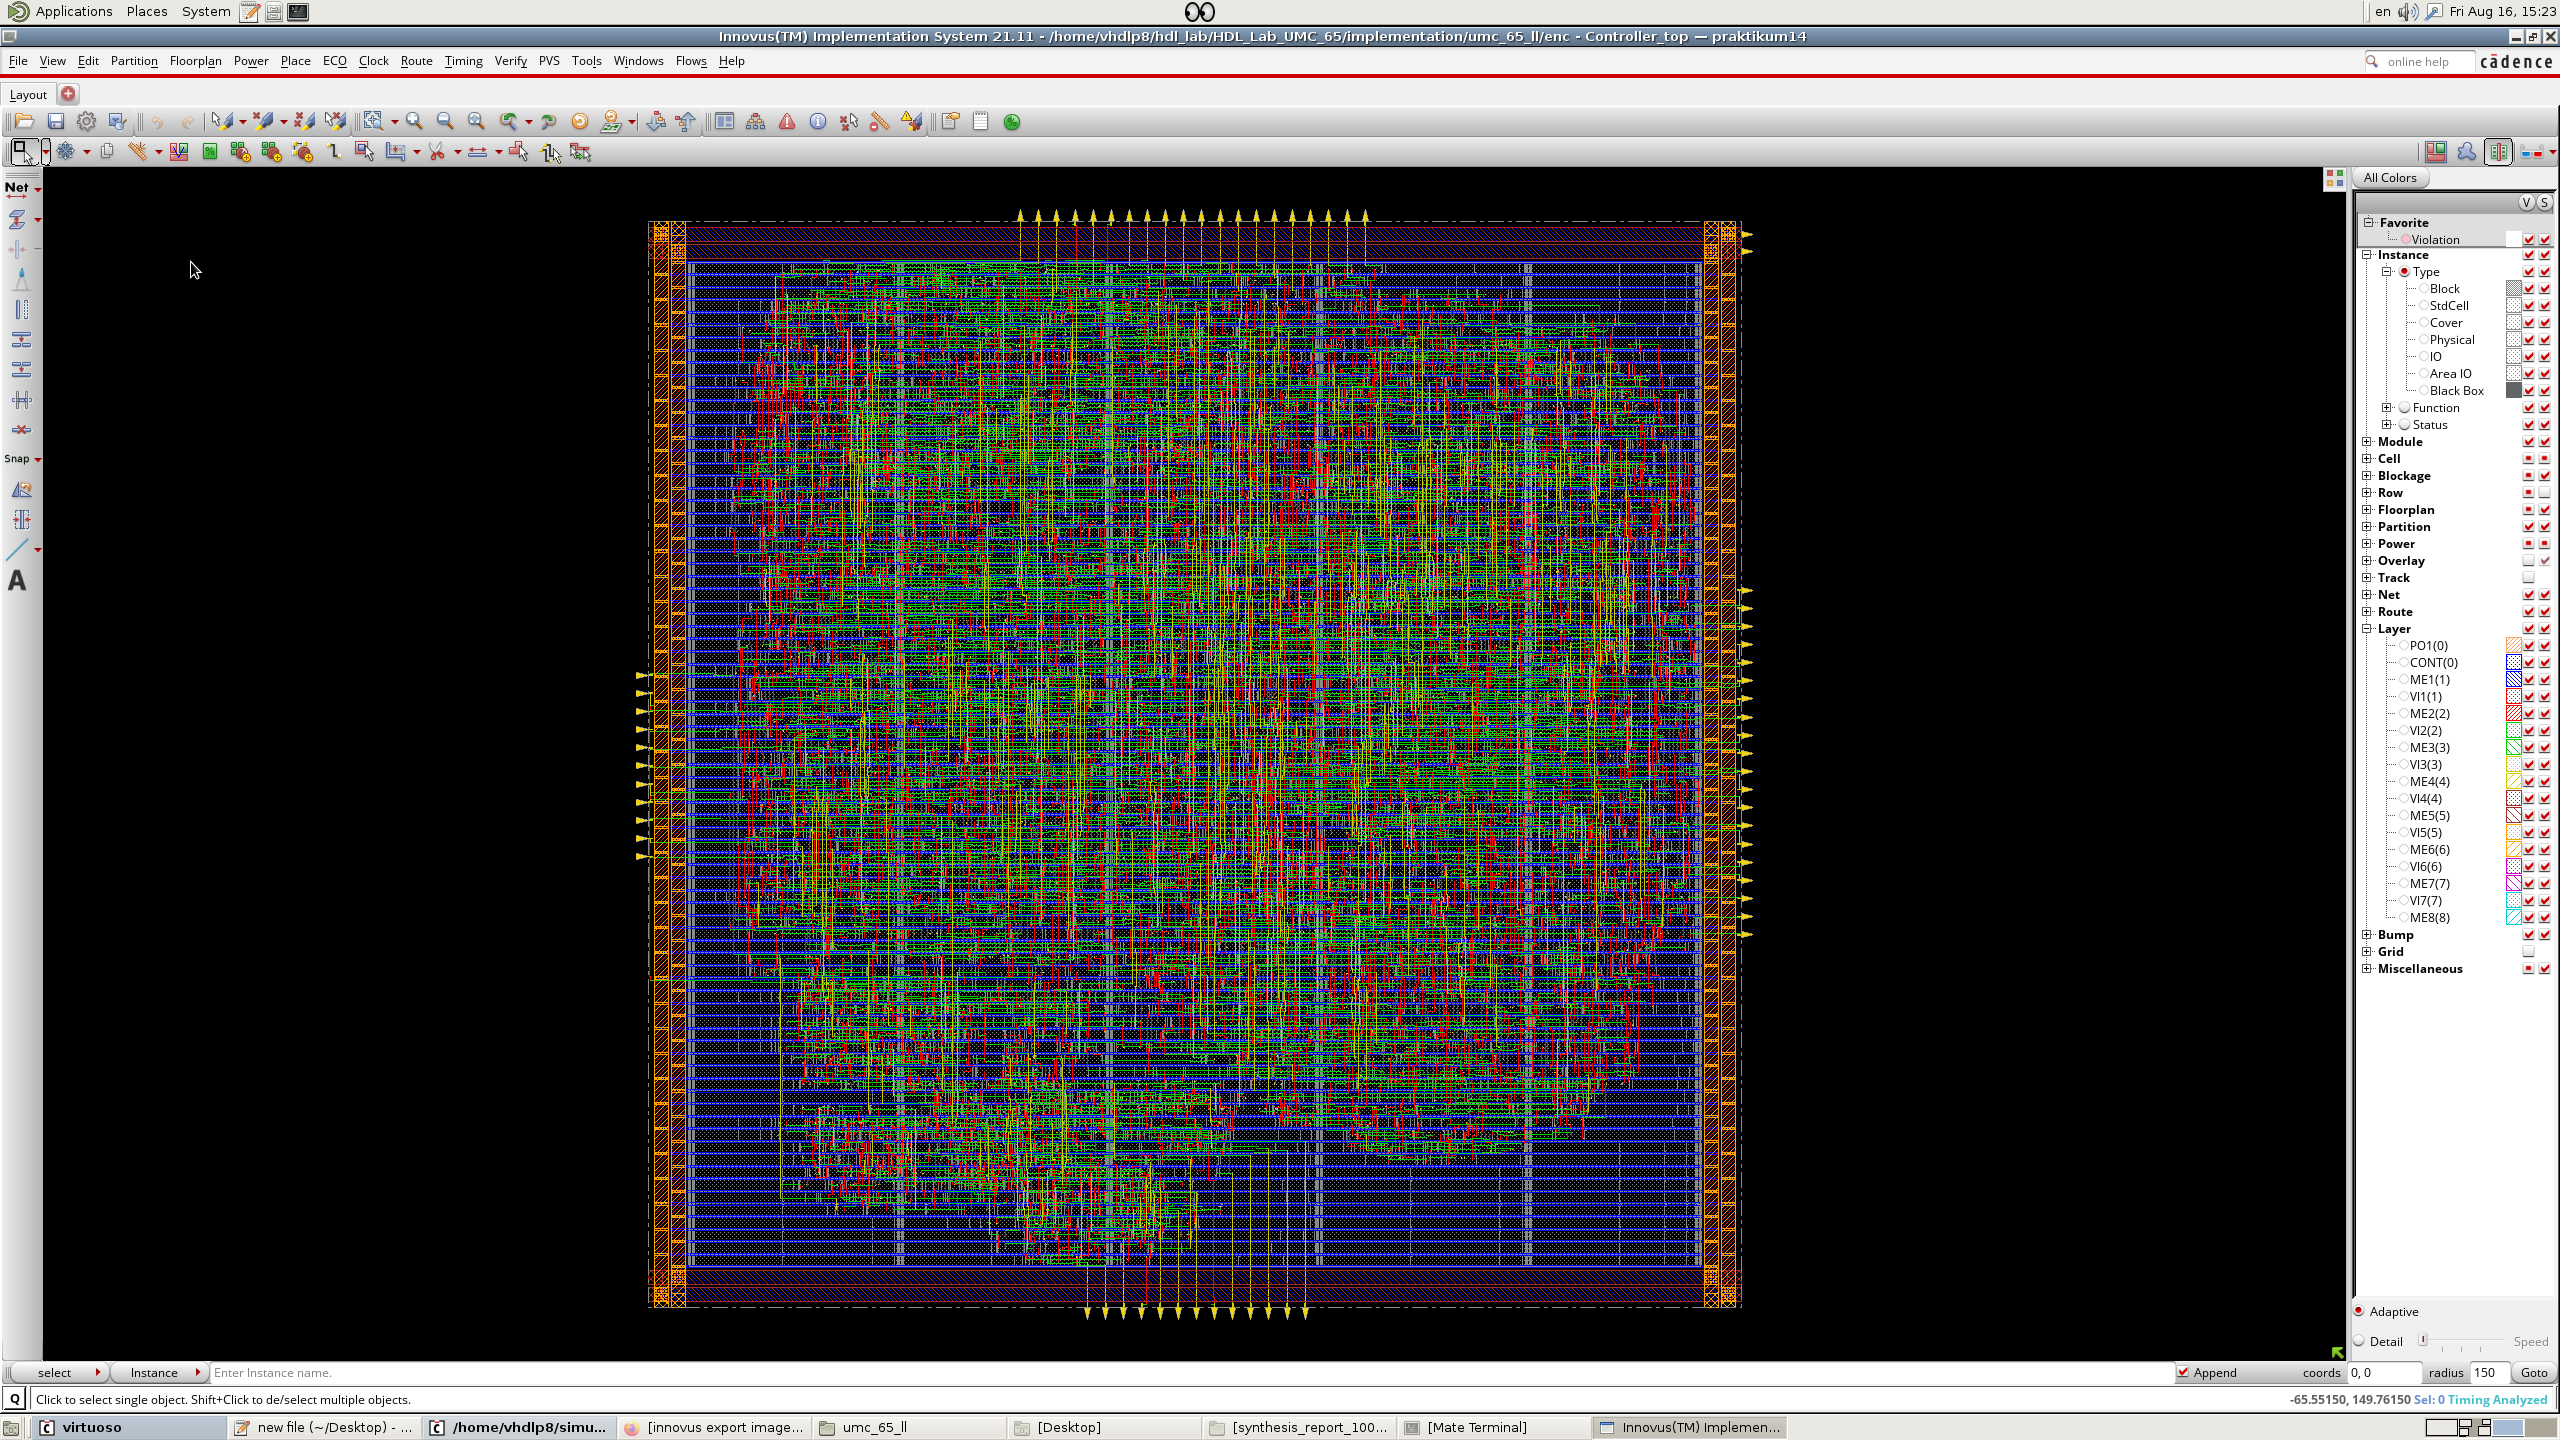 Applications Places System en Fri Aug 16, 15:23
Innovus(TM) Implementation System 21.11 - /home/vhdlp8/hdl_lab/HDL_Lab_UMC_65/implementation/umc_65_ll/enc - Controller_top — praktikum14
File View Edit Partition Floorplan Power Place ECO Clock Route Timing Verify PVS Tools Windows Flows Help online help cādence
Layout
All Colors
Net
V S
Favorite
Violation
Instance
Type
Block
StdCell
Cover
Physical
IO
Area IO
Black Box
Function
Status
Module
Snap
Cell
Blockage
Row
Floorplan
Partition
Power
Overlay
Track
A
Net
Route
Layer
PO1(0)
CONT(0)
ME1(1)
VI1(1)
ME2(2)
VI2(2)
ME3(3)
VI3(3)
ME4(4)
VI4(4)
ME5(5)
VI5(5)
ME6(6)
VI6(6)
ME7(7)
VI7(7)
ME8(8)
Bump
Grid
Miscellaneous
Adaptive
Detail Speed
select Instance Enter Instance name. Append coords 0, 0 radius 150 Goto
Q Click to select single object. Shift+Click to de/select multiple objects. -65.55150, 149.76150 Sel: 0 Timing Analyzed
virtuoso new file (~/Desktop) - ... /home/vhdlp8/simu... [innovus export image... umc_65_ll [Desktop] [synthesis_report_100... [Mate Terminal] Innovus(TM) Implemen...